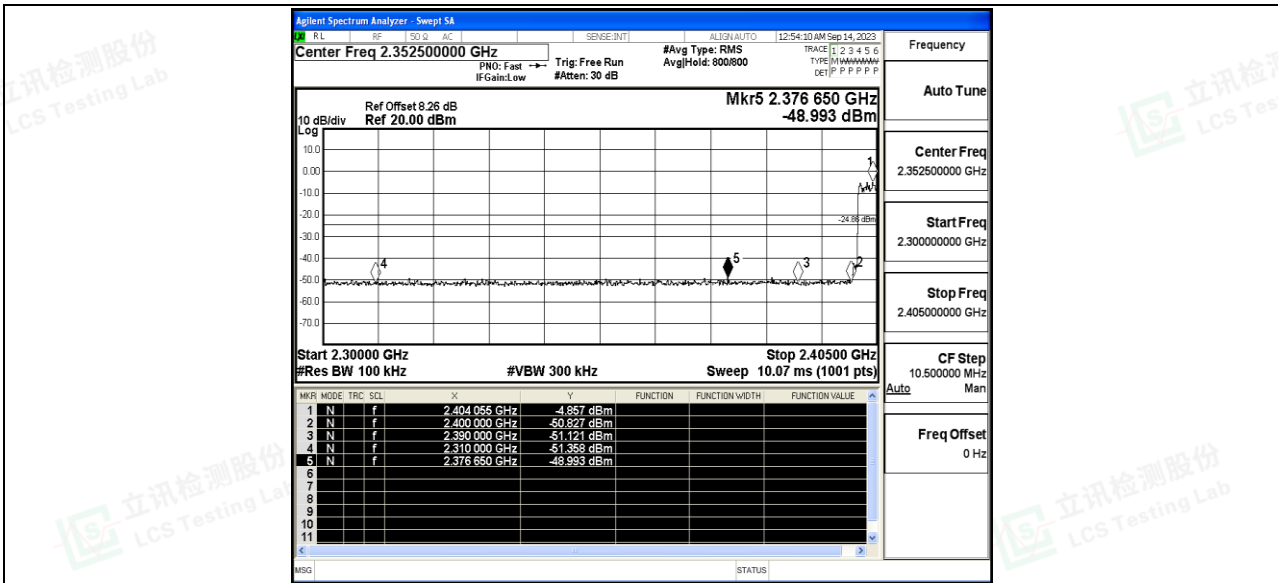 Agilent Spectrum Analyzer - Swept SA
RL RF 50 Ω AC SENSE:INT ALIGNAUTO 12:54:10 AM Sep 14, 2023
Center Freq 2.352500000 GHz
PNO: Fast
IFGain:Low
Trig: Free Run
#Atten: 30 dB
#Avg Type: RMS
Avg|Hold: 800/800
TRACE 1 2 3 4 5 6
TYPE MWWWWW
DET P P P P P P
Ref Offset 8.26 dB
10 dB/div Ref 20.00 dBm
Log
Mkr5 2.376 650 GHz
-48.993 dBm
10.0
0.00
-10.0
-20.0
-30.0
-40.0
-50.0
-60.0
-70.0
1
-24.86 dBm
4
5
3
2
Start 2.30000 GHz Stop 2.40500 GHz
#Res BW 100 kHz #VBW 300 kHz Sweep 10.07 ms (1001 pts)
MKR MODE TRC SCL X Y FUNCTION FUNCTION WIDTH FUNCTION VALUE
1 N f 2.404 055 GHz -4.857 dBm
2 N f 2.400 000 GHz -50.827 dBm
3 N f 2.390 000 GHz -51.121 dBm
4 N f 2.310 000 GHz -51.358 dBm
5 N f 2.376 650 GHz -48.993 dBm
6
7
8
9
10
11
MSG STATUS
Frequency
Auto Tune
Center Freq
2.352500000 GHz
Start Freq
2.300000000 GHz
Stop Freq
2.405000000 GHz
CF Step
10.500000 MHz
Auto Man
Freq Offset
0 Hz
立讯检测股份
LCS Testing Lab
立讯检测股份
LCS Testing Lab